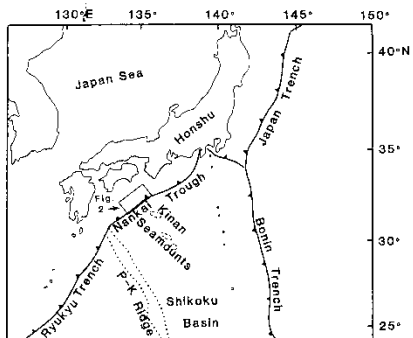 130°E 135° 140° 145° 150°
40°N
Japan Sea
Honshu
Japan Trench
35°
Fig.
2
Nankai Trough
Kinan
Seamounts
30°
Bonin Trench
Ryukyu Trench
P-K Ridge
Shikoku
Basin
25°